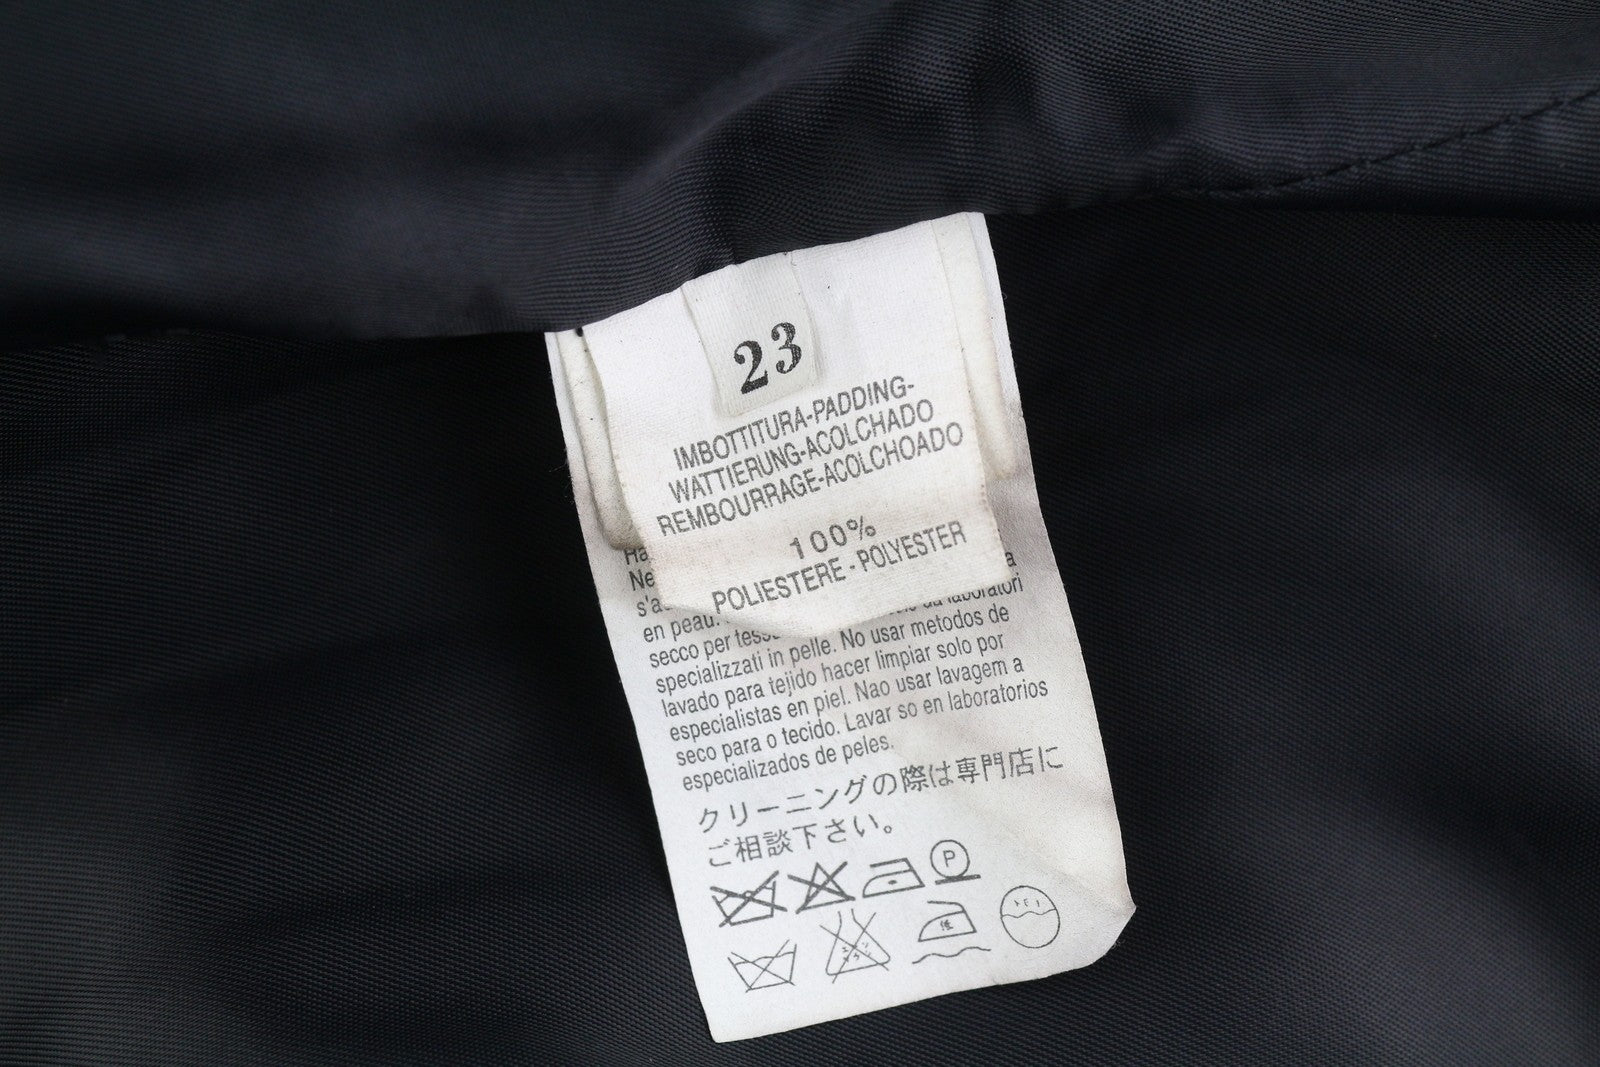 23
IMBOTTITURA-PADDING-
WATTIERUNG-ACOLCHADO
REMBOURRAGE-ACOLCHOADO
100%
POLIESTERE - POLYESTER
en peau.
secco per
specializzati in pelle. No usar metodos de
lavado para tejido hacer limpiar solo por
especialistas en piel. Nao usar lavagem a
seco para o tecido. Lavar so en laboratorios
especializados de peles.
クリーニングの際は専門店に
ご相談下さい。
P